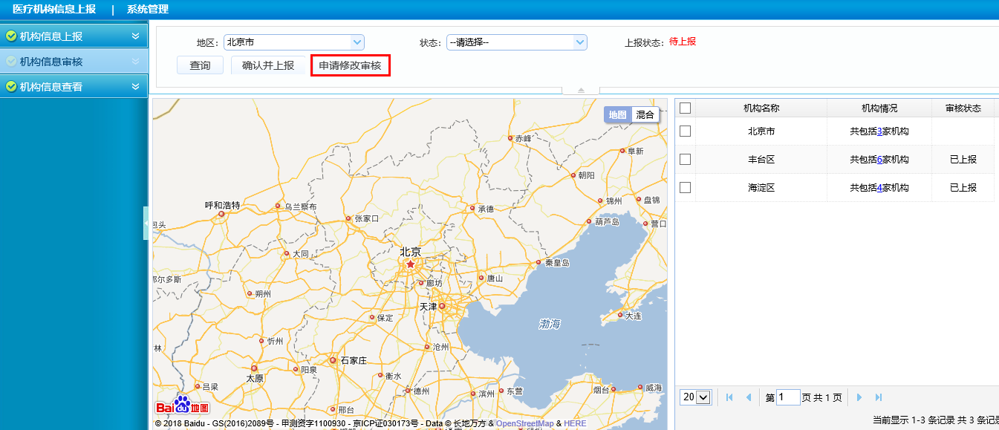 医疗机构信息上报 | 系统管理
机构信息上报
机构信息审核
机构信息查看
地区: 北京市 状态: --请选择-- 上报状态: 待上报
查询 确认并上报 申请修改审核
地图 混合
赤峰
阜新
朝阳
锦州
盘锦
呼和浩特
乌兰察布
承德
张家口
葫芦岛
营口
包头
北京
大同
秦皇岛
鄂尔多斯
廊坊
唐山
朔州
天津
保定
大连
渤海
忻州
沧州
林
石家庄
阳泉
太原
衡水
吕梁
德州
滨州
东营
烟台
威海
邢台
邯郸
Bai du 地图
© 2018 Baidu - GS(2016)2089号 - 甲测资字1100930 - 京ICP证030173号 - Data © 长地万方 & OpenStreetMap & HERE
机构名称 机构情况 审核状态
北京市 共包括3家机构
丰台区 共包括6家机构 已上报
海淀区 共包括4家机构 已上报
20 第 1 页 共 1 页
当前显示 1-3 条记录 共 3 条记录